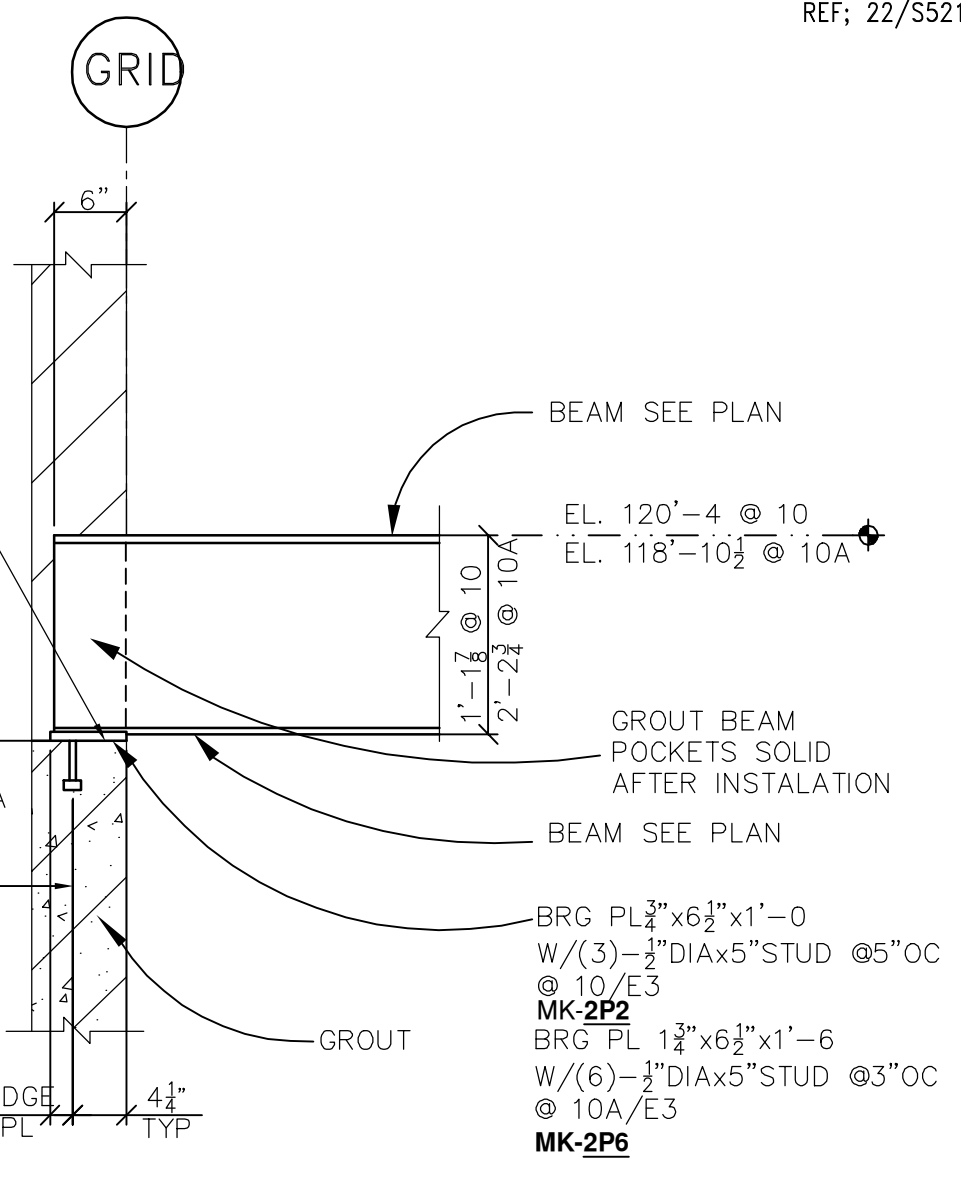 REF; 22/S521
GRID
6"
BEAM SEE PLAN
EL. 120'-4 @ 10
EL. 118'-10½ @ 10A
1'-1⅞ @ 10
2'-2¾ @ 10A
GROUT BEAM
POCKETS SOLID
AFTER INSTALATION
A
BEAM SEE PLAN
BRG PL¾"x6½"x1'-0
W/(3)-½"DIAx5"STUD @5"OC
@ 10/E3
MK-2P2
GROUT
BRG PL 1¾"x6½"x1'-6
W/(6)-½"DIAx5"STUD @3"OC
@ 10A/E3
MK-2P6
DGE
PL
4¼"
TYP